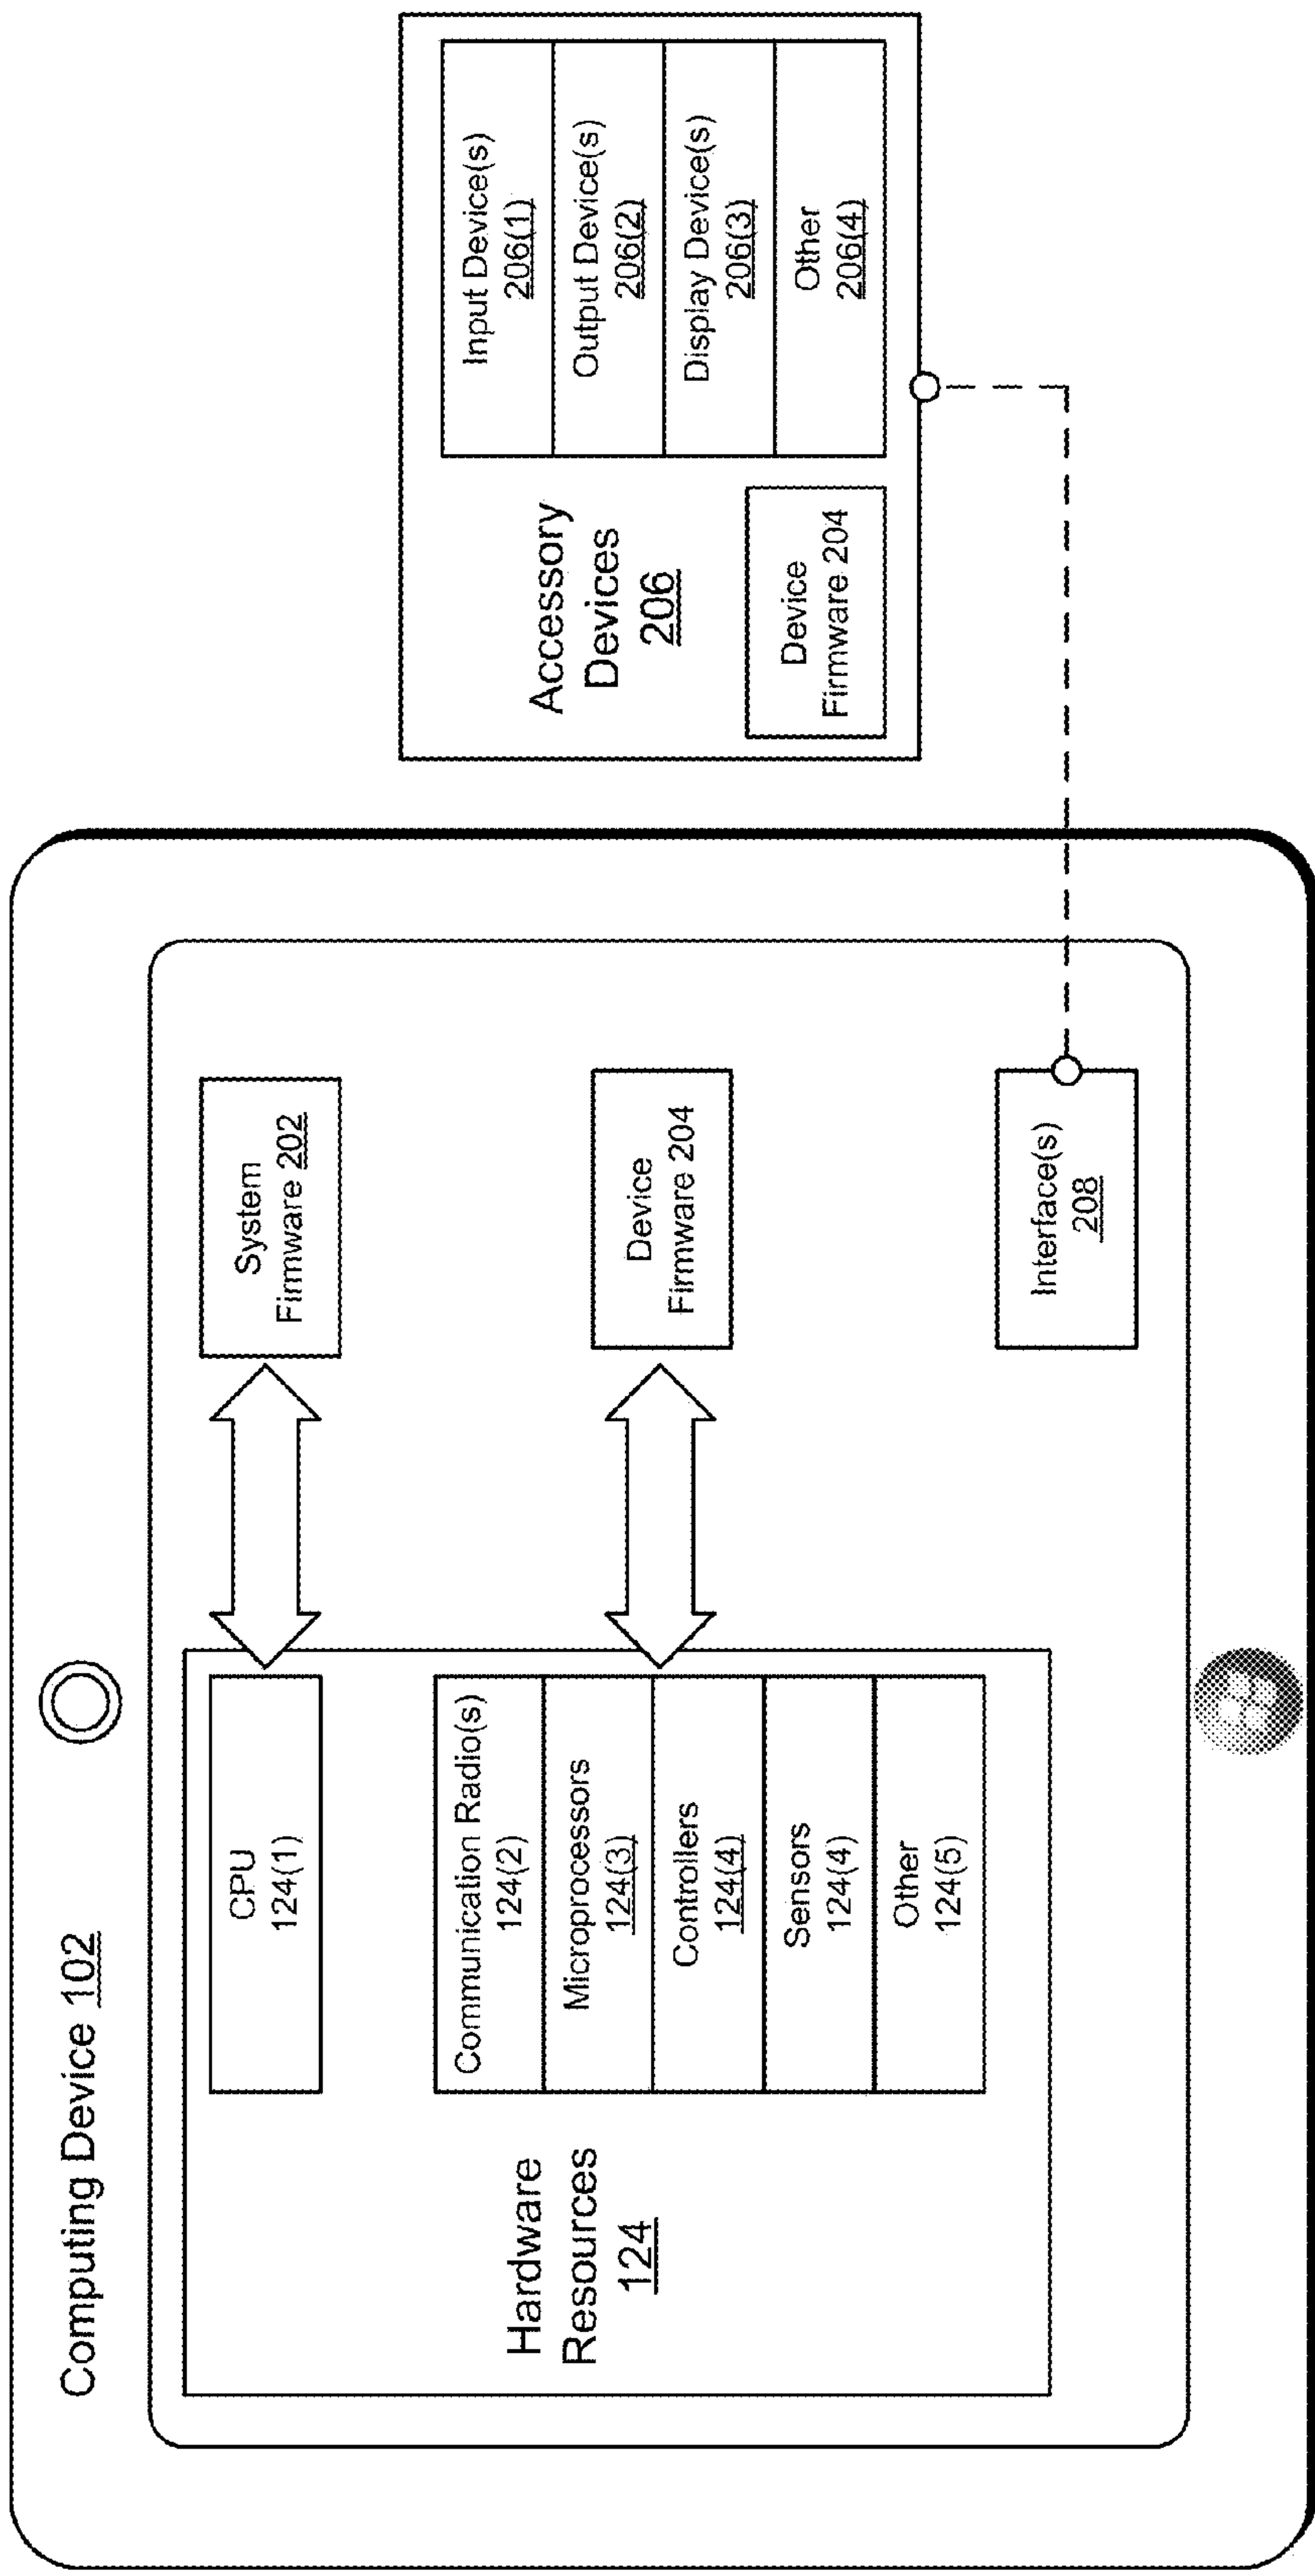 Computing Device 102
Hardware
Resources
124
CPU
124(1)
Communication Radio(s)
124(2)
Microprocessors
124(3)
Controllers
124(4)
Sensors
124(4)
Other
124(5)
System
Firmware 202
Device
Firmware 204
Interface(s)
208
Accessory
Devices
206
Device
Firmware 204
Input Device(s)
206(1)
Output Device(s)
206(2)
Display Device(s)
206(3)
Other
206(4)